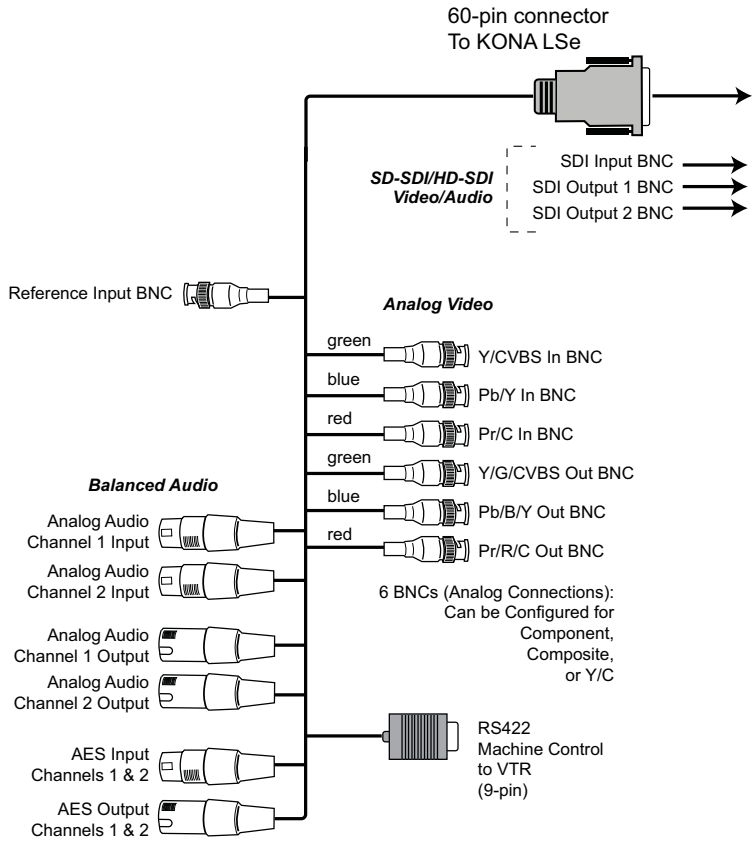 60-pin connector
To KONA LSe
SD-SDI/HD-SDI
Video/Audio
SDI Input BNC
SDI Output 1 BNC
SDI Output 2 BNC
Reference Input BNC
Analog Video
green
Y/CVBS In BNC
blue
Pb/Y In BNC
red
Pr/C In BNC
green
Y/G/CVBS Out BNC
blue
Pb/B/Y Out BNC
red
Pr/R/C Out BNC
6 BNCs (Analog Connections):
Can be Configured for
Component,
Composite,
or Y/C
Balanced Audio
Analog Audio
Channel 1 Input
Analog Audio
Channel 2 Input
Analog Audio
Channel 1 Output
Analog Audio
Channel 2 Output
AES Input
Channels 1 & 2
AES Output
Channels 1 & 2
RS422
Machine Control
to VTR
(9-pin)